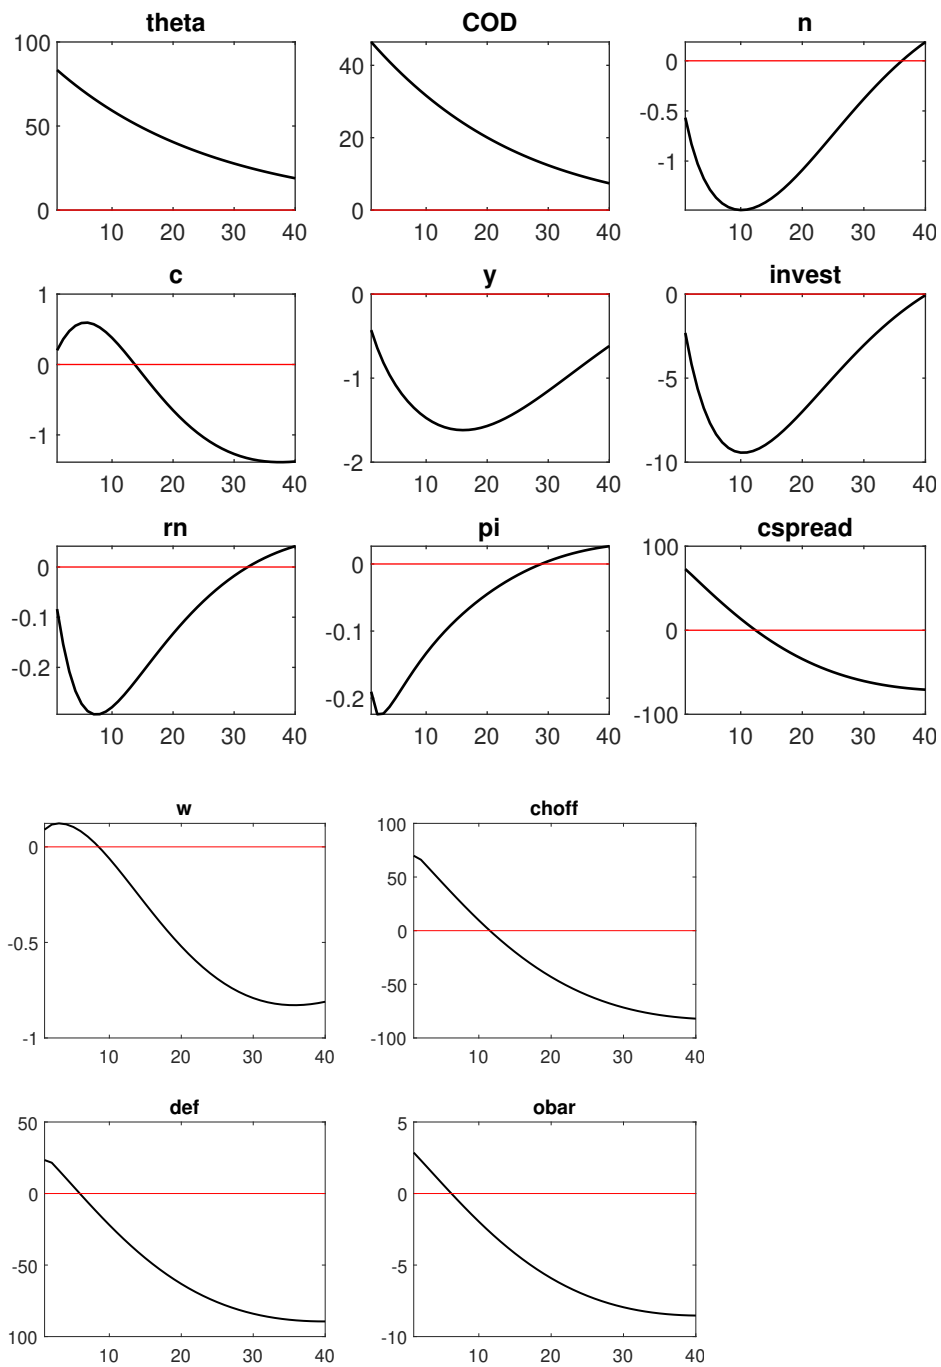 theta COD n
100 50 0 10 20 30 40
40 20 0 10 20 30 40
0 -0.5 -1 10 20 30 40
c y invest
1 0 -1 10 20 30 40
0 -1 -2 10 20 30 40
0 -5 -10 10 20 30 40
rn pi cspread
0 -0.1 -0.2 10 20 30 40
0 -0.1 -0.2 10 20 30 40
100 0 -100 10 20 30 40
w choff
0 -0.5 -1 10 20 30 40
100 50 0 -50 -100 10 20 30 40
def obar
50 0 -50 100 10 20 30 40
5 0 -5 -10 10 20 30 40